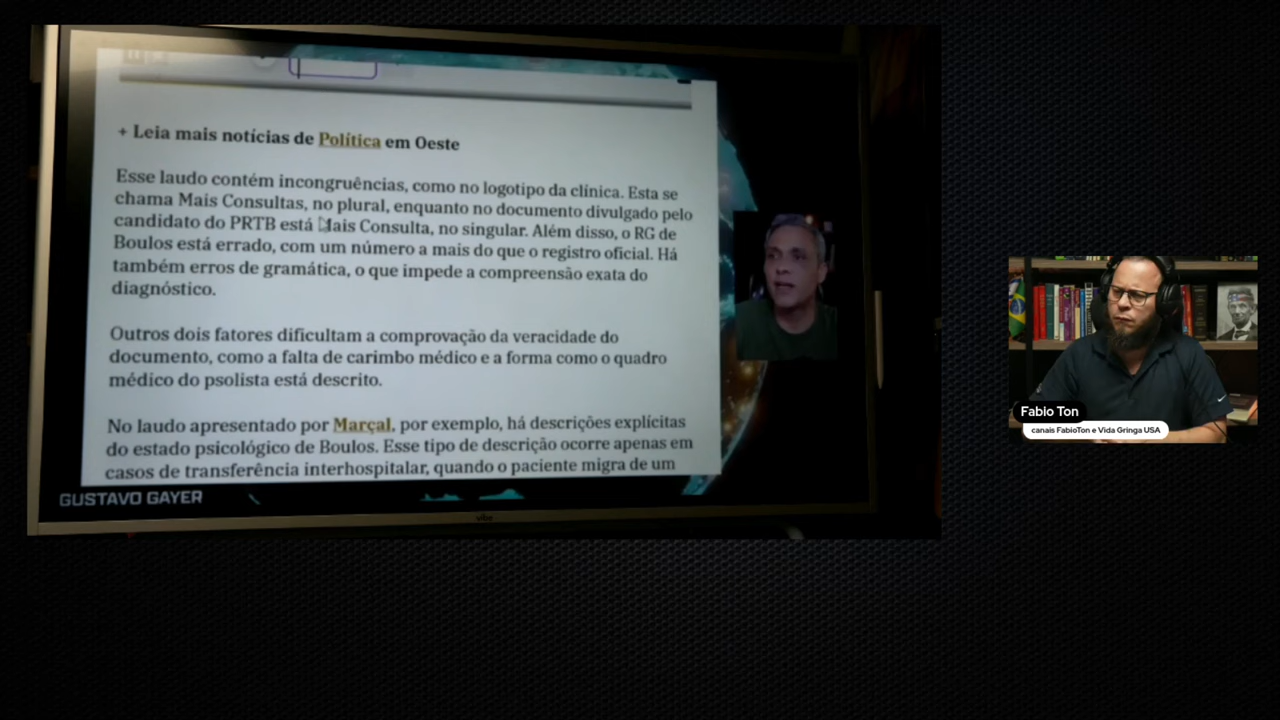 + Leia mais notícias de Política em Oeste
Esse laudo contém incongruências, como no logotipo da clínica. Esta se
chama Mais Consultas, no plural, enquanto no documento divulgado pelo
candidato do PRTB está Mais Consulta, no singular. Além disso, o RG de
Boulos está errado, com um número a mais do que o registro oficial. Há
também erros de gramática, o que impede a compreensão exata do
diagnóstico.
Outros dois fatores dificultam a comprovação da veracidade do
documento, como a falta de carimbo médico e a forma como o quadro
médico do psolista está descrito.
No laudo apresentado por Marçal, por exemplo, há descrições explícitas
do estado psicológico de Boulos. Esse tipo de descrição ocorre apenas em
casos de transferência interhospitalar, quando o paciente migra de um
GUSTAVO GAYER
vibe
Fabio Ton
canais FabioTon e Vida Gringa USA